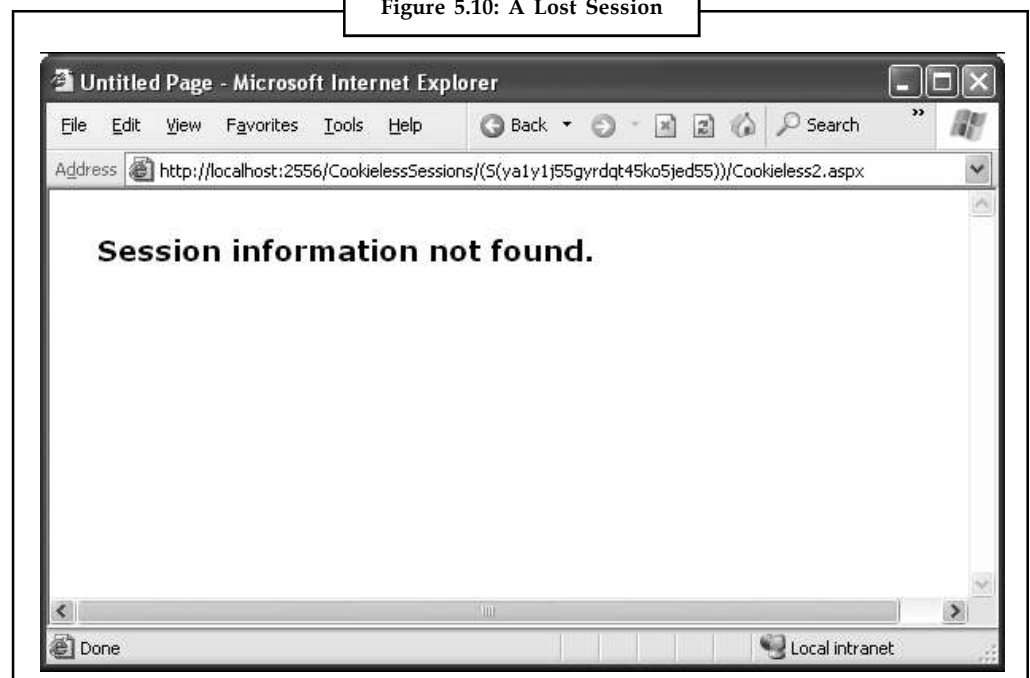 Figure 5.10: A Lost Session
Untitled Page - Microsoft Internet Explorer
File Edit View Favorites Tools Help Back Search »
Address http://localhost:2556/CookielessSessions/(S(ya1y1j55gyrdqt45ko5jed55))/Cookieless2.aspx
Session information not found.
Done Local intranet